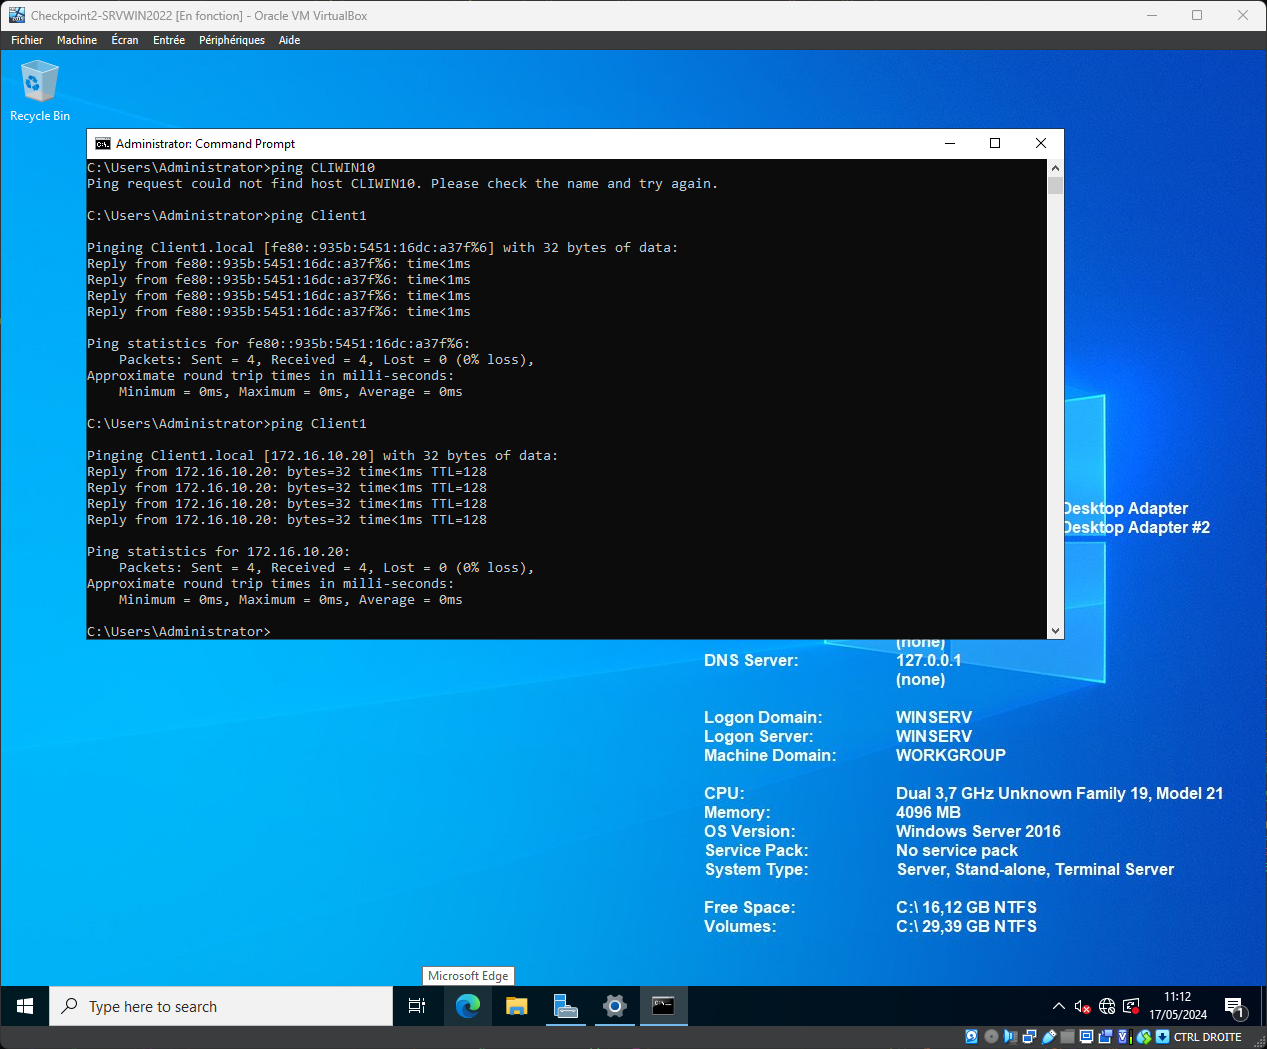 Checkpoint2-SRVWIN2022 [En fonction] - Oracle VM VirtualBox
Fichier Machine Écran Entrée Périphériques Aide
Recycle Bin
Administrator: Command Prompt
C:\Users\Administrator>ping CLIWIN10
Ping request could not find host CLIWIN10. Please check the name and try again.
C:\Users\Administrator>ping Client1
Pinging Client1.local [fe80::935b:5451:16dc:a37f%6] with 32 bytes of data:
Reply from fe80::935b:5451:16dc:a37f%6: time<1ms
Reply from fe80::935b:5451:16dc:a37f%6: time<1ms
Reply from fe80::935b:5451:16dc:a37f%6: time<1ms
Reply from fe80::935b:5451:16dc:a37f%6: time<1ms
Ping statistics for fe80::935b:5451:16dc:a37f%6:
Packets: Sent = 4, Received = 4, Lost = 0 (0% loss),
Approximate round trip times in milli-seconds:
Minimum = 0ms, Maximum = 0ms, Average = 0ms
C:\Users\Administrator>ping Client1
Pinging Client1.local [172.16.10.20] with 32 bytes of data:
Reply from 172.16.10.20: bytes=32 time<1ms TTL=128
Reply from 172.16.10.20: bytes=32 time<1ms TTL=128
Reply from 172.16.10.20: bytes=32 time<1ms TTL=128
Reply from 172.16.10.20: bytes=32 time<1ms TTL=128
Ping statistics for 172.16.10.20:
Packets: Sent = 4, Received = 4, Lost = 0 (0% loss),
Approximate round trip times in milli-seconds:
Minimum = 0ms, Maximum = 0ms, Average = 0ms
C:\Users\Administrator>
Desktop Adapter
Desktop Adapter #2
(none)
DNS Server: 127.0.0.1
(none)
Logon Domain: WINSERV
Logon Server: WINSERV
Machine Domain: WORKGROUP
CPU: Dual 3,7 GHz Unknown Family 19, Model 21
Memory: 4096 MB
OS Version: Windows Server 2016
Service Pack: No service pack
System Type: Server, Stand-alone, Terminal Server
Free Space: C:\ 16,12 GB NTFS
Volumes: C:\ 29,39 GB NTFS
Microsoft Edge
Type here to search
11:12
17/05/2024
1
CTRL DROITE